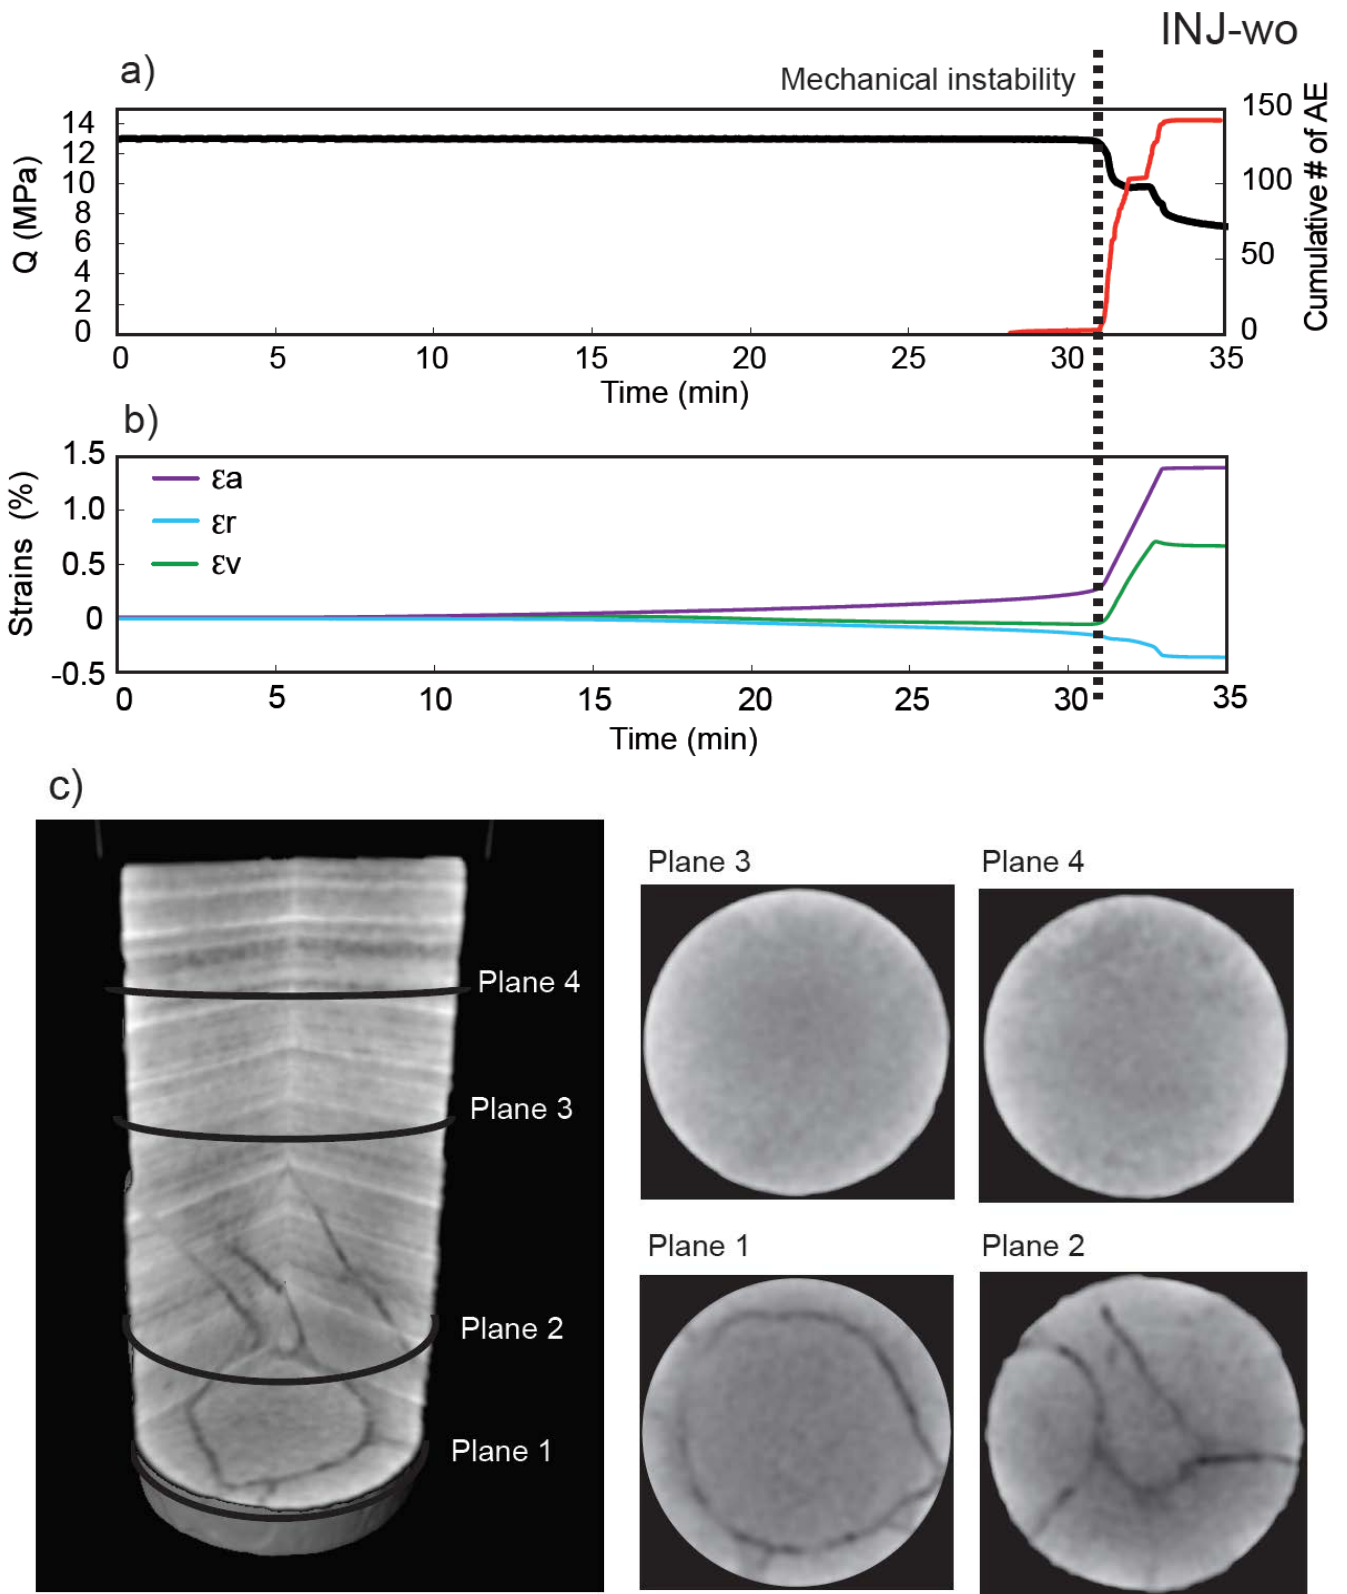 INJ-wo
a)
Mechanical instability
14
12
10
8
6
4
2
0
Q (MPa)
150
100
50
0
Cumulative # of AE
0 5 10 15 20 25 30 35
Time (min)
b)
1.5
1.0
0.5
0
-0.5
Strains (%)
εa
εr
εv
0 5 10 15 20 25 30 35
Time (min)
c)
Plane 4
Plane 3
Plane 2
Plane 1
Plane 3 Plane 4
Plane 1 Plane 2